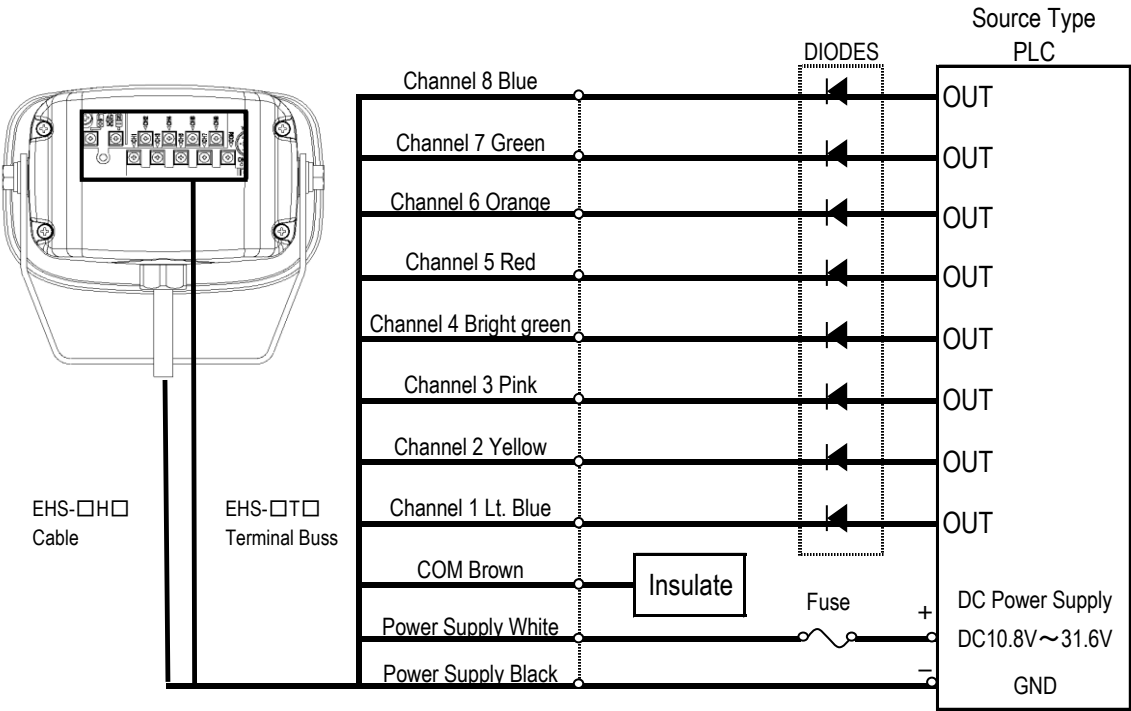 Source Type
PLC
DIODES
Channel 8 Blue
OUT
Channel 7 Green
OUT
Channel 6 Orange
OUT
Channel 5 Red
OUT
Channel 4 Bright green
OUT
Channel 3 Pink
OUT
Channel 2 Yellow
OUT
Channel 1 Lt. Blue
OUT
EHS-□H□
Cable
EHS-□T□
Terminal Buss
COM Brown
Insulate
Fuse
+
DC Power Supply
DC10.8V～31.6V
Power Supply White
Power Supply Black
−
GND